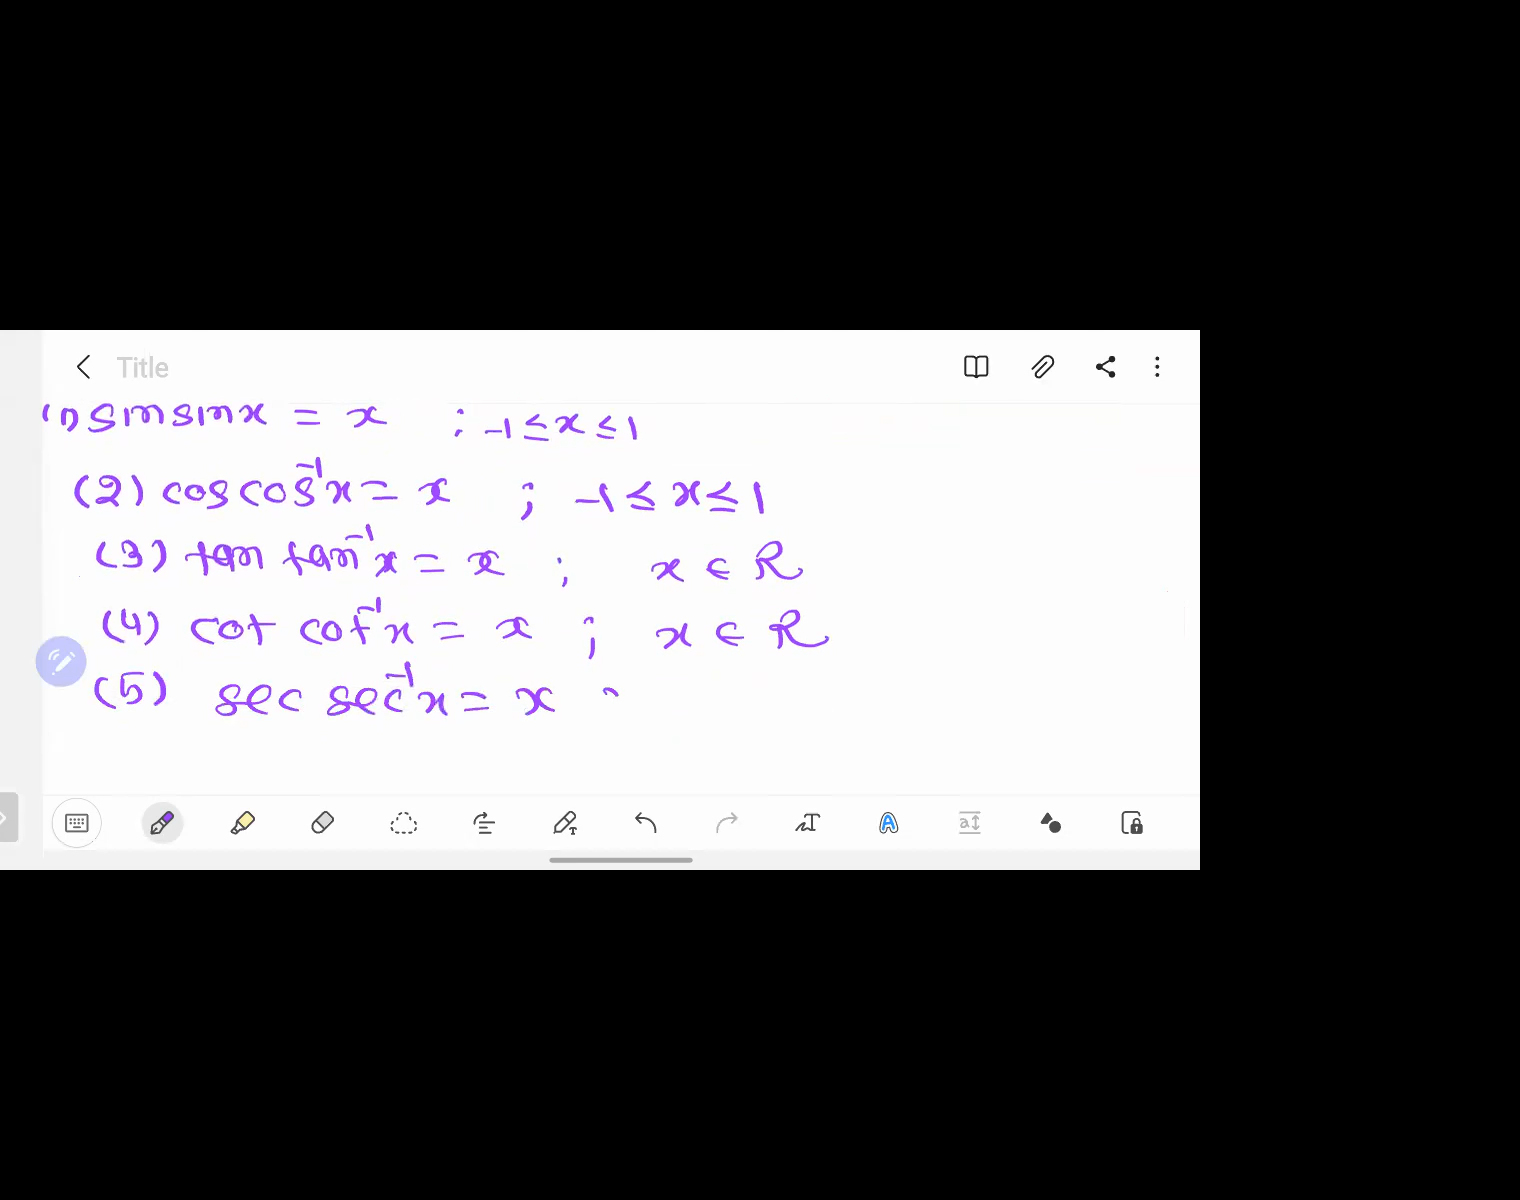 Title
(1) sin sin x = x ; -1 ≤ x ≤ 1
(2) cos cos⁻¹x = x ; -1 ≤ x ≤ 1
(3) tan tan⁻¹x = x ; x ∈ R
(4) cot cot⁻¹x = x ; x ∈ R
(5) sec sec⁻¹x = x